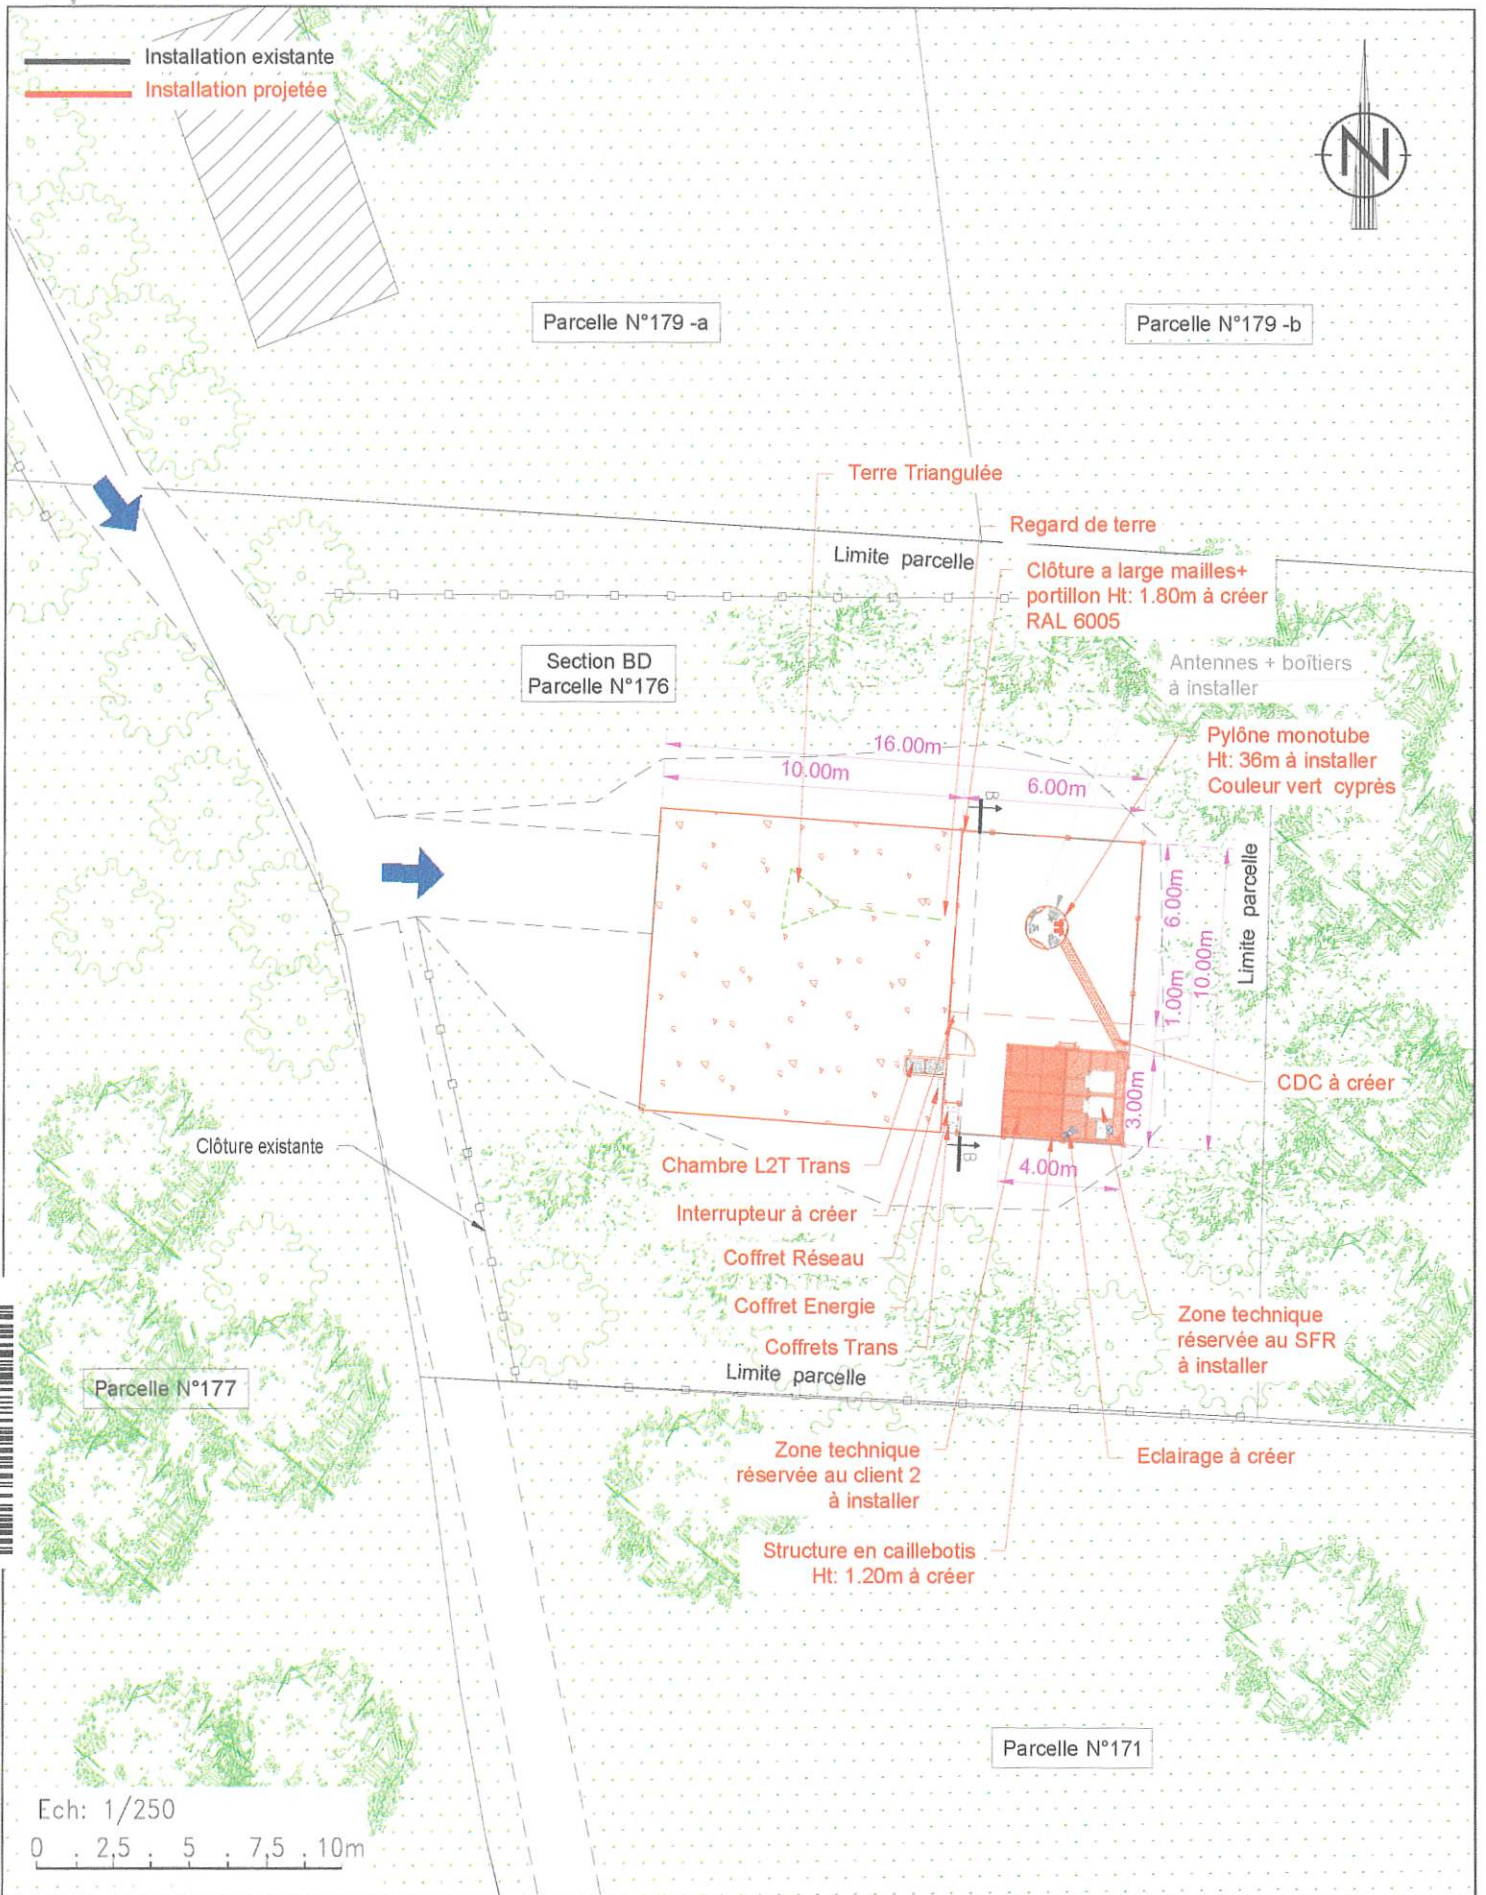 Installation existante
Installation projetée
N
Parcelle N°179 -a
Parcelle N°179 -b
Terre Triangulée
Regard de terre
Limite parcelle
Clôture a large mailles+
portillon Ht: 1.80m à créer
RAL 6005
Section BD
Parcelle N°176
Antennes + boîtiers
à installer
Pylône monotube
Ht: 36m à installer
Couleur vert cyprès
16.00m
10.00m
6.00m
B
Limite parcelle
6.00m
1.00m
10.00m
3.00m
CDC à créer
Clôture existante
B
4.00m
Chambre L2T Trans
Interrupteur à créer
Coffret Réseau
Coffret Energie
Coffrets Trans
Zone technique
réservée au SFR
à installer
Limite parcelle
Parcelle N°177
Zone technique
réservée au client 2
à installer
Eclairage à créer
Structure en caillebotis
Ht: 1.20m à créer
Parcelle N°171
Ech: 1/250
0 2,5 5 7,5 10m